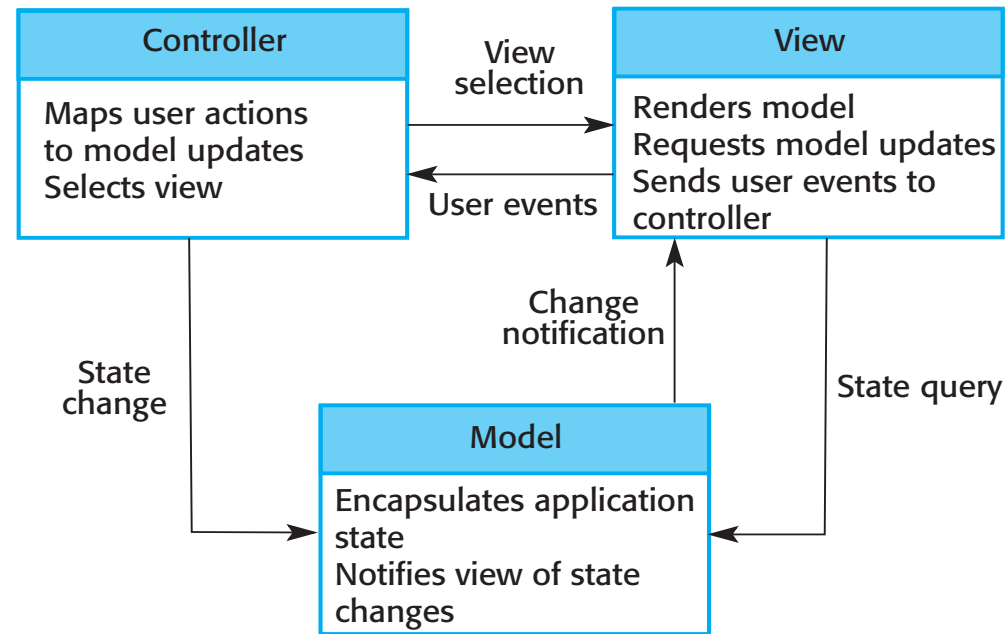 Controller
Maps user actions
to model updates
Selects view
View
selection
User events
View
Renders model
Requests model updates
Sends user events to
controller
State
change
Change
notification
State query
Model
Encapsulates application
state
Notifies view of state
changes